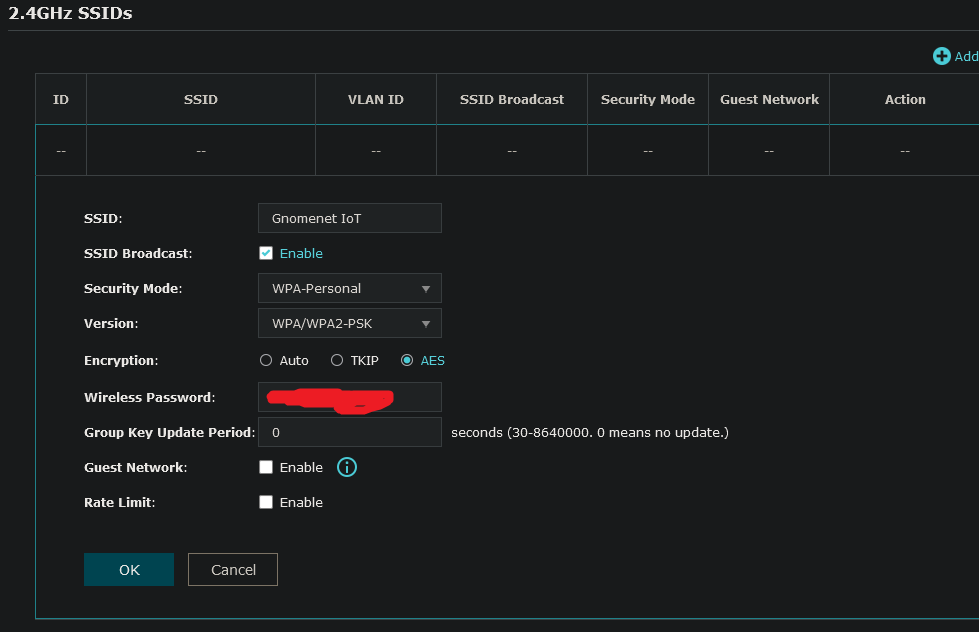 2.4GHz SSIDs
Add
ID SSID VLAN ID SSID Broadcast Security Mode Guest Network Action
-- -- -- -- -- -- --
SSID: Gnomenet IoT
SSID Broadcast: Enable
Security Mode: WPA-Personal
Version: WPA/WPA2-PSK
Encryption: Auto TKIP AES
Wireless Password:
Group Key Update Period: 0 seconds (30-8640000. 0 means no update.)
Guest Network: Enable
Rate Limit: Enable
OK Cancel